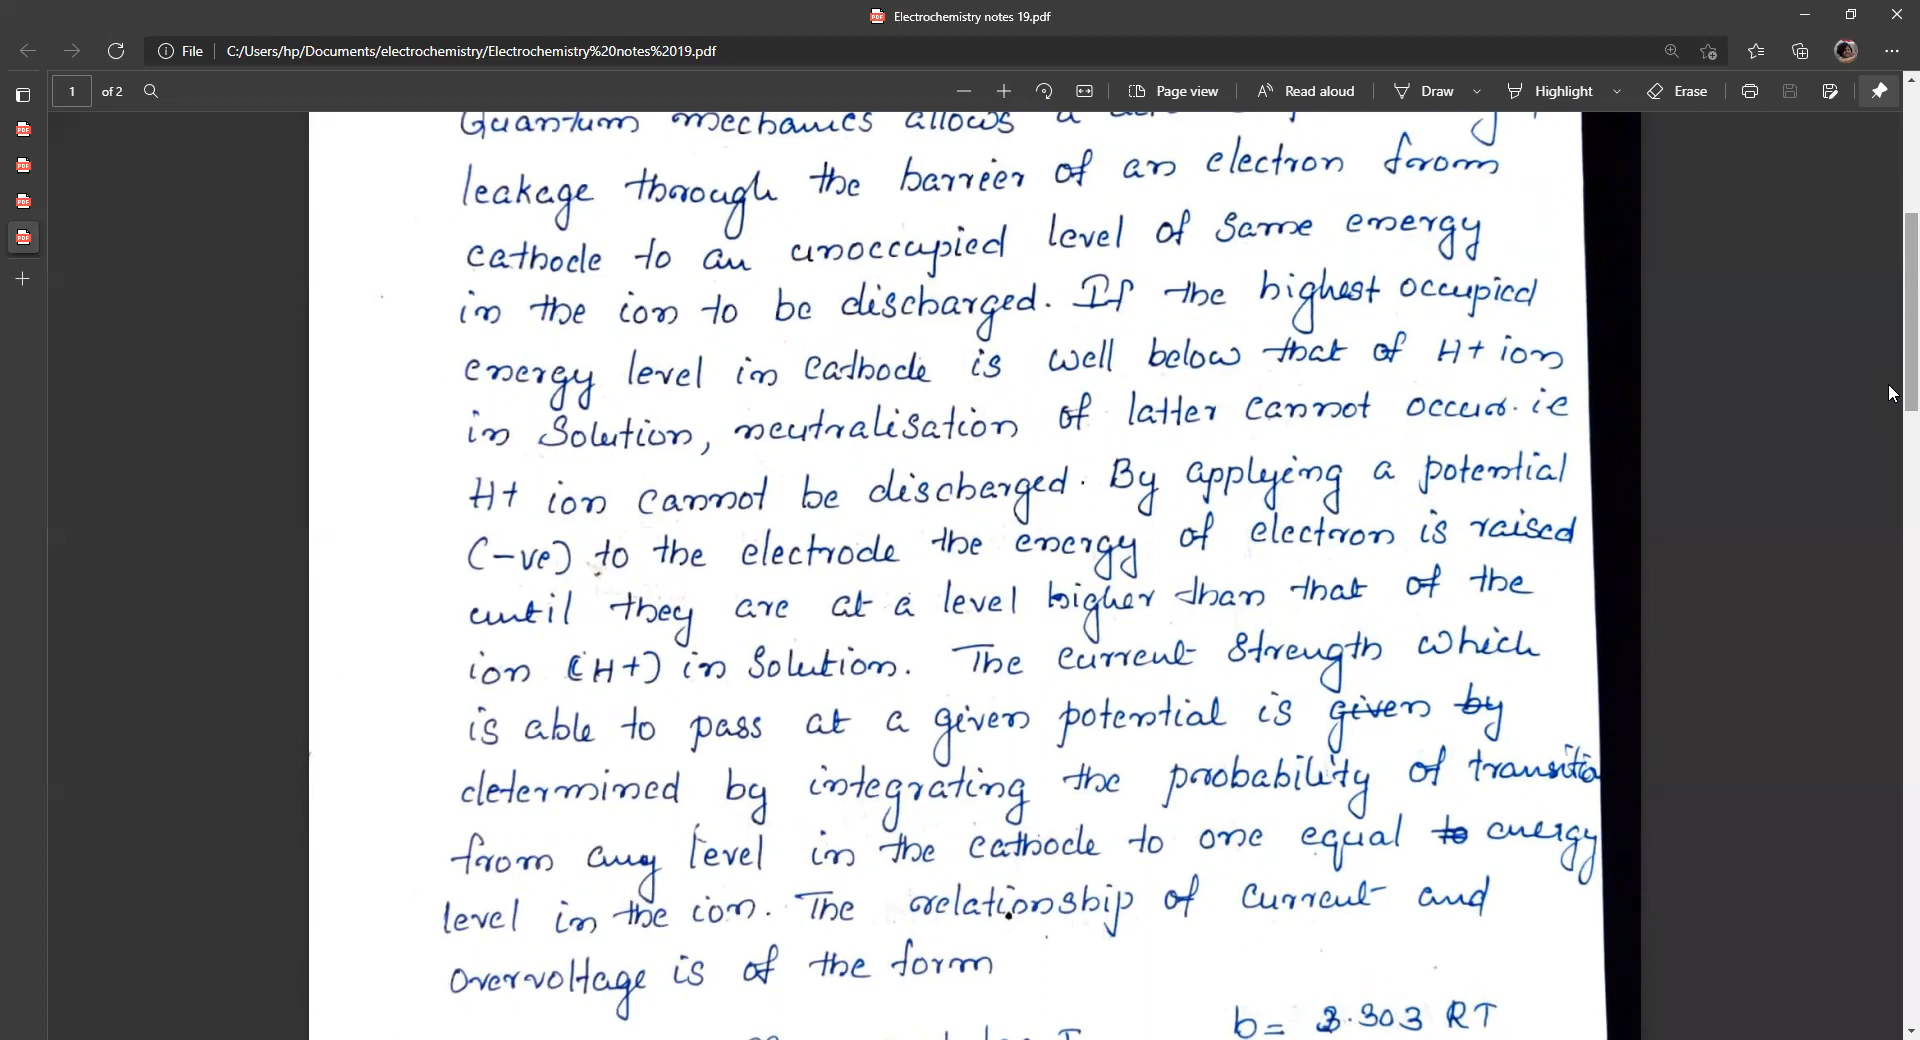 Electrochemistry notes 19.pdf
File
C:/Users/hp/Documents/electrochemistry/Electrochemistry%20notes%2019.pdf
1 of 2
Page view
Read aloud
Draw
Highlight
Erase
Quantum mechanics allows a
leakage through the barrier of an electron from
cathode to an unoccupied level of same energy
in the ion to be discharged. If the highest occupied
energy level in cathode is well below that of H+ ion
in Solution, neutralisation of latter cannot occur. ie
H+ ion cannot be discharged. By applying a potential
(-ve) to the electrode the energy of electron is raised
until they are at a level higher than that of the
ion (H+) in Solution. The current strength which
is able to pass at a given potential is given by
determined by integrating the probability of transitio
from any level in the cathode to one equal to energy
level in the ion. The relationship of current and
overvoltage is of the form
b = 2.303 RT